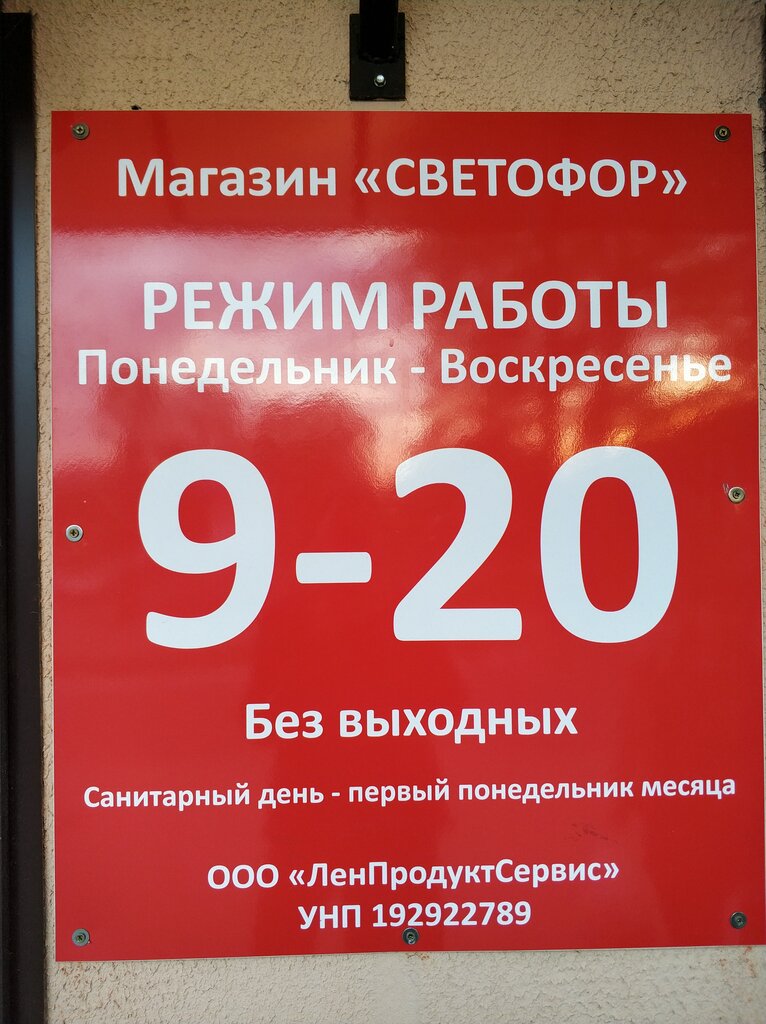 Магазин «СВЕТОФОР»
РЕЖИМ РАБОТЫ
Понедельник - Воскресенье
9-20
Без выходных
Санитарный день - первый понедельник месяца
ООО «ЛенПродуктСервис»
УНП 192922789